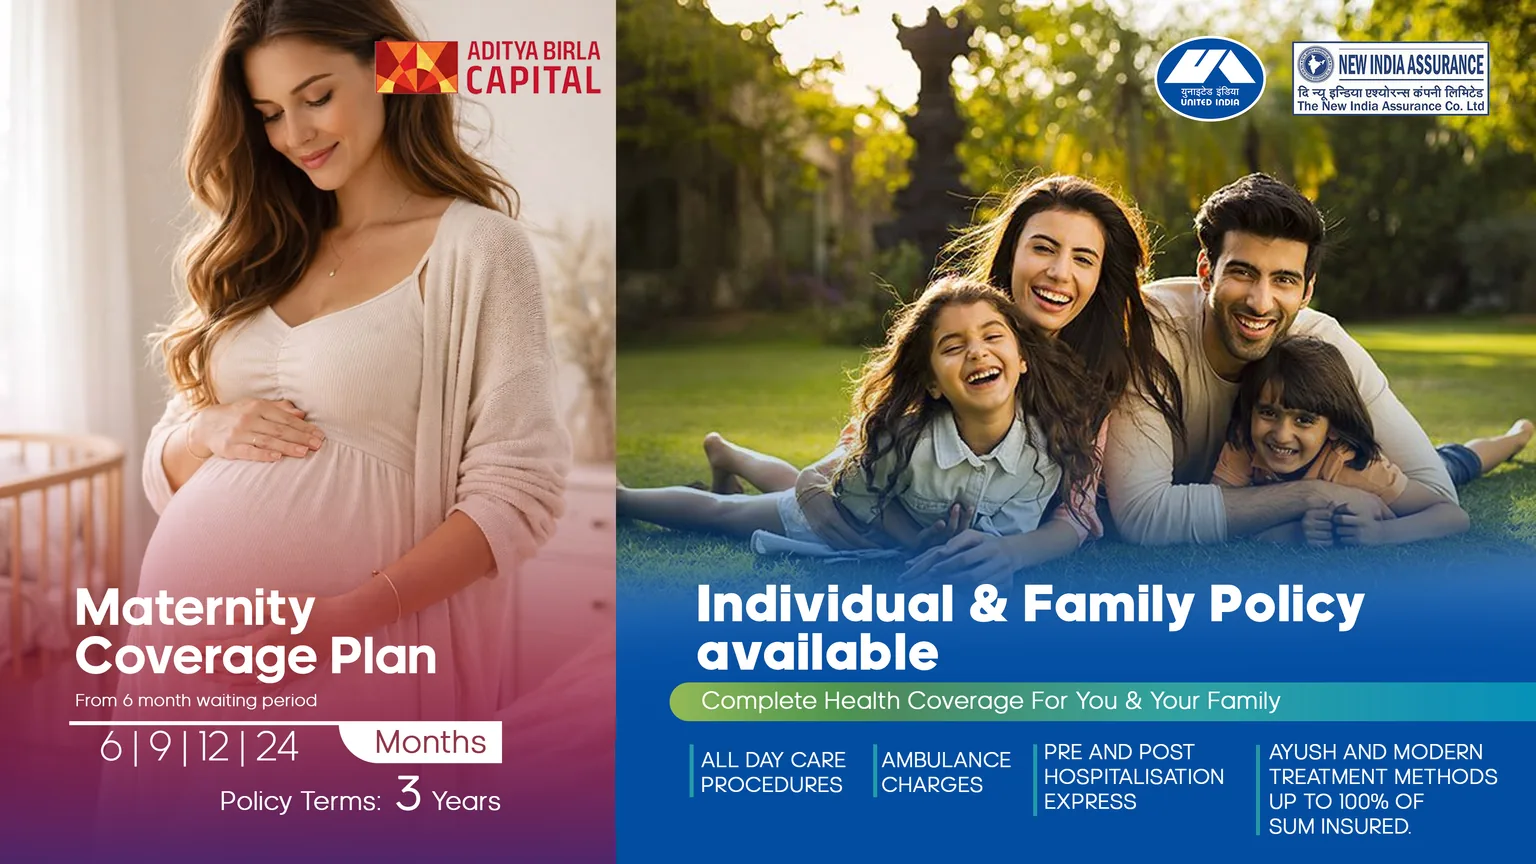 ADITYA BIRLA
CAPITAL
Maternity
Coverage Plan
From 6 month waiting period
6 | 9 | 12 | 24
Months
Policy Terms: 3 Years
युनाइटेड इंडिया
UNITED INDIA
NEW INDIA ASSURANCE
दि न्यू इन्डिया एश्योरन्स कंपनी लिमिटेड
The New India Assurance Co. Ltd
Individual & Family Policy
available
Complete Health Coverage For You & Your Family
ALL DAY CARE
PROCEDURES
AMBULANCE
CHARGES
PRE AND POST
HOSPITALISATION
EXPRESS
AYUSH AND MODERN
TREATMENT METHODS
UP TO 100% OF
SUM INSURED.